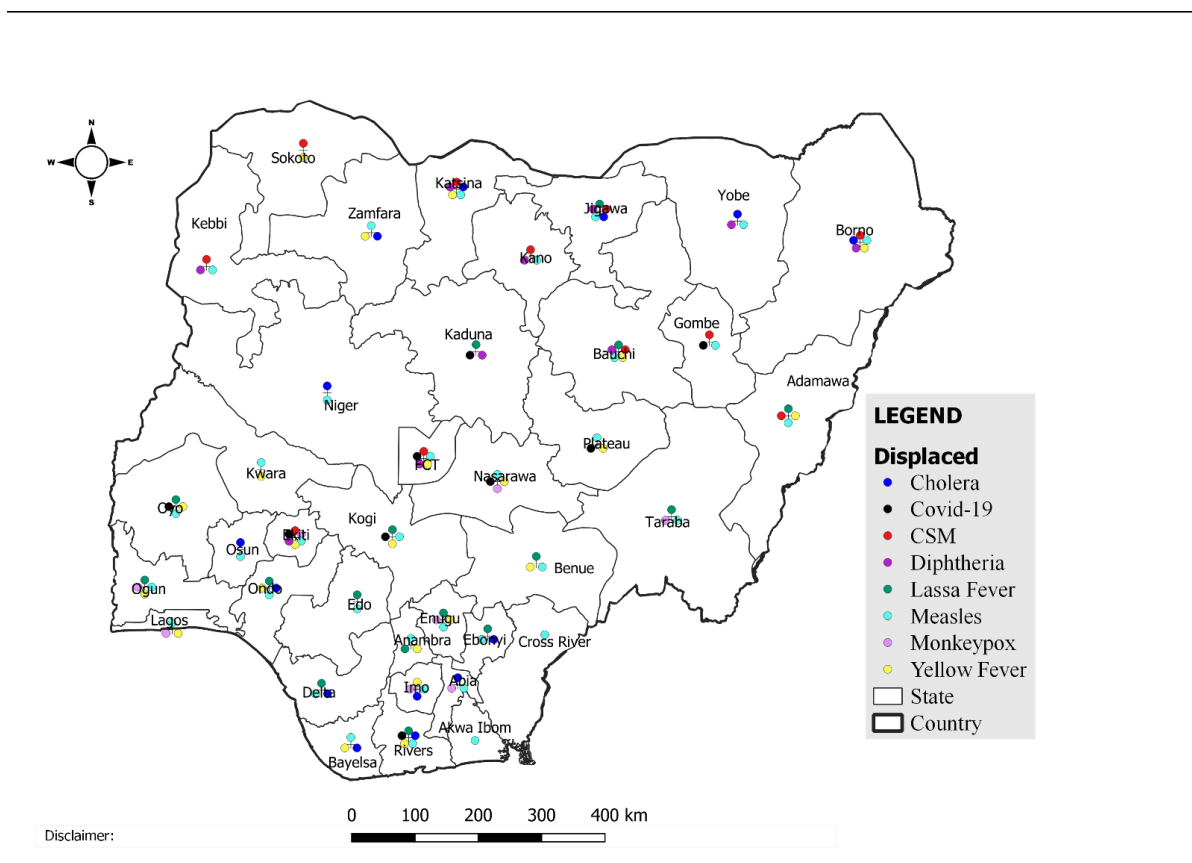 N
W E
S
Sokoto
Katsina
Zamfara
Kebbi
Jigawa
Yobe
Borno
Kano
Gombe
Kaduna
Bauchi
Adamawa
Niger
Plateau
FCT
Kwara
Nasarawa
Oyo
Kogi
Taraba
Ekiti
Osun
Benue
Ogun
Ondo
Edo
Lagos
Enugu
Anambra
Ebonyi
Cross River
Delta
Imo
Abia
Akwa Ibom
Rivers
Bayelsa
LEGEND
Displaced
Cholera
Covid-19
CSM
Diphtheria
Lassa Fever
Measles
Monkeypox
Yellow Fever
State
Country
0 100 200 300 400 km
Disclaimer: